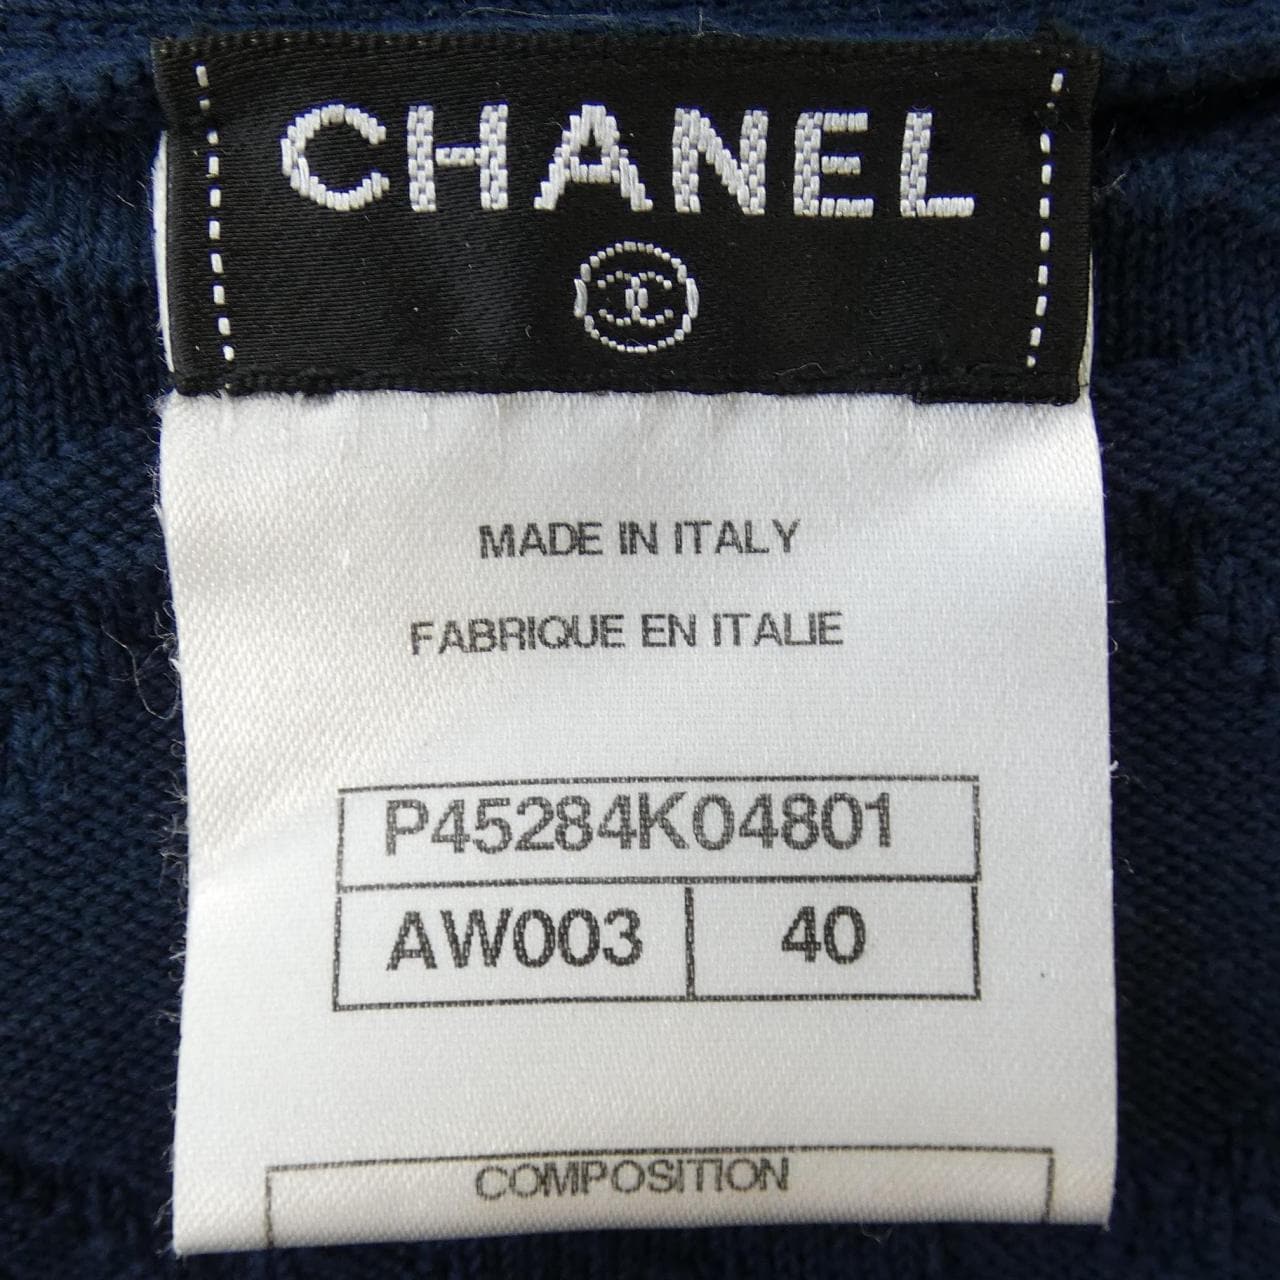 CHANEL
MADE IN ITALY
FABRIQUE EN ITALIE
P45284K04801
AW003 40
COMPOSITION